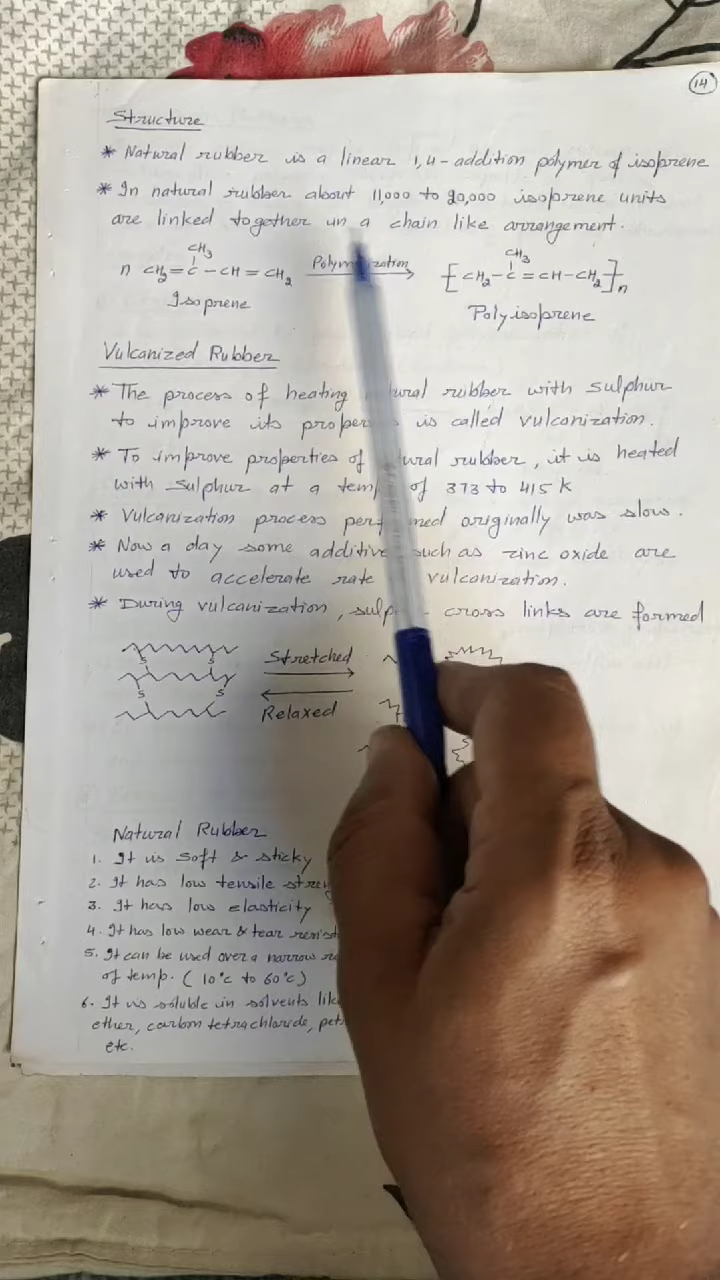 14
Structure
* Natural rubber is a linear 1,4-addition polymer of isoprene
* In natural rubber about 11,000 to 20,000 isoprene units
are linked together in a chain like arrangement.
CH3 CH3
n CH2=C-CH=CH2 Polymerization [CH2-C=CH-CH2]n
Isoprene Polyisoprene
Vulcanized Rubber
* The process of heating rubber with sulphur
to improve its is called vulcanization.
* To improve properties of rubber, it is heated
with sulphur at a of 373 to 415 K
* Vulcanization process originally was slow.
* Now a day some such as zinc oxide are
used to accelerate rate vulcanization.
* During vulcanization, cross links are formed
S S
Stretched
S S
Relaxed
Natural Rubber
1. It is soft & sticky
2. It has low tensile
3. It has low elasticity
4. It has low wear & tear
5. It can be used over a narrow
of temp. (10°c to 60°c)
6. It is soluble in solvents
ether, carbon tetrachloride,
etc.